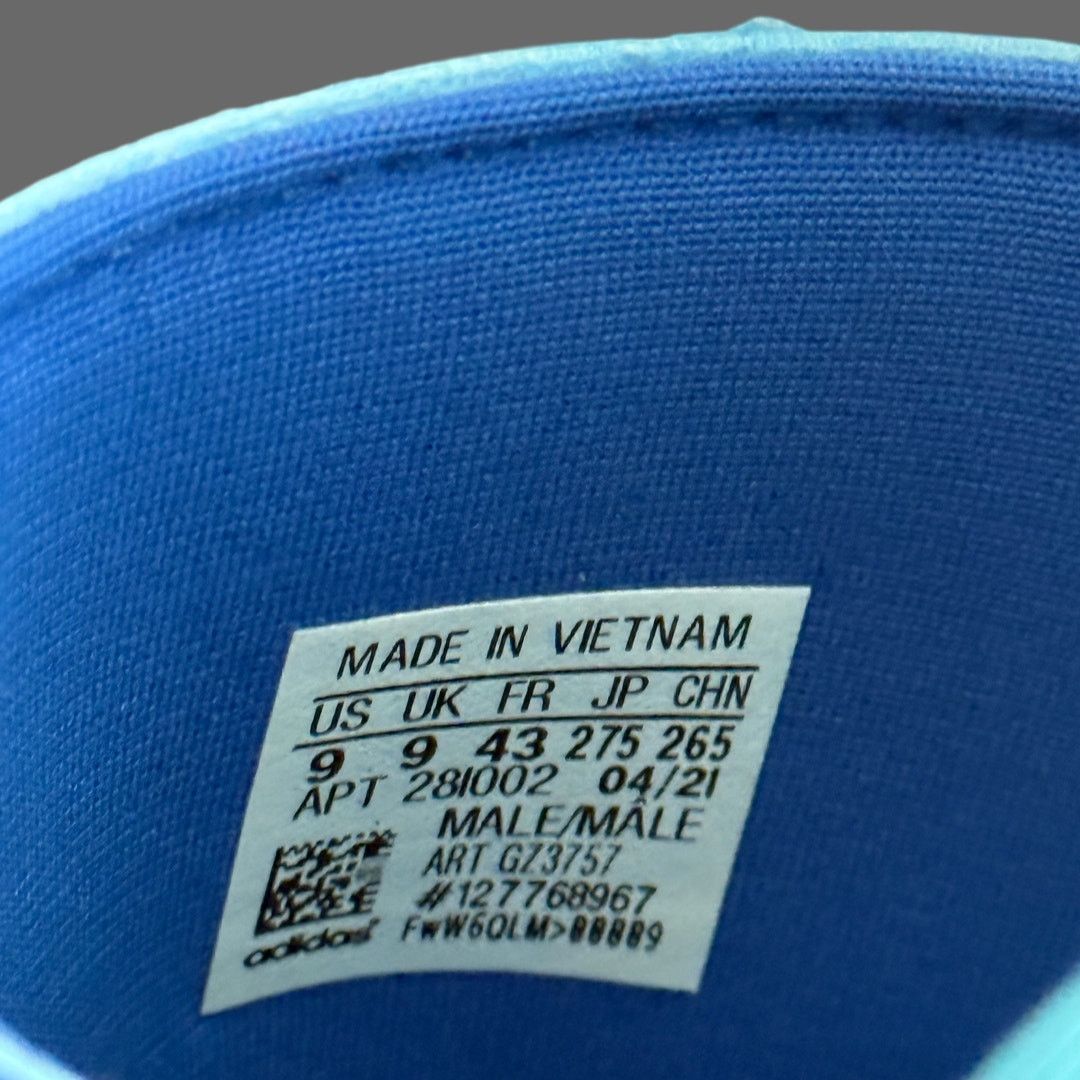 MADE IN VIETNAM
US UK FR JP CHN
9 9 43 275 265
APT 281002 04/21
MALE/MÂLE
ART GZ3757
#127768967
FwW6QLM>00009
adidas